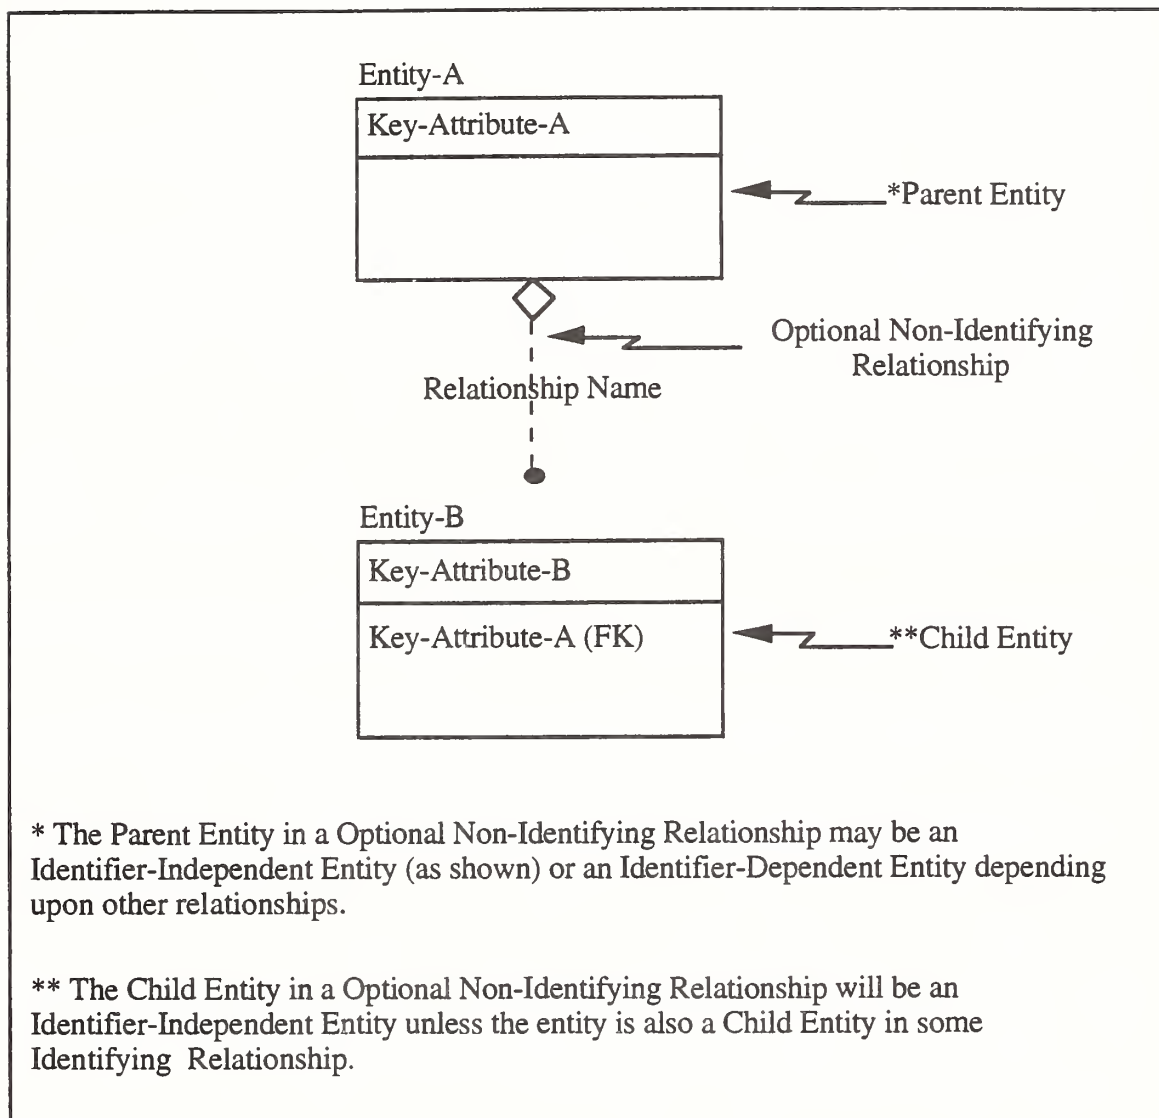 Entity-A
Key-Attribute-A
*Parent Entity
Optional Non-Identifying
Relationship
Relationship Name
Entity-B
Key-Attribute-B
Key-Attribute-A (FK)
**Child Entity
* The Parent Entity in a Optional Non-Identifying Relationship may be an
Identifier-Independent Entity (as shown) or an Identifier-Dependent Entity depending
upon other relationships.
** The Child Entity in a Optional Non-Identifying Relationship will be an
Identifier-Independent Entity unless the entity is also a Child Entity in some
Identifying Relationship.